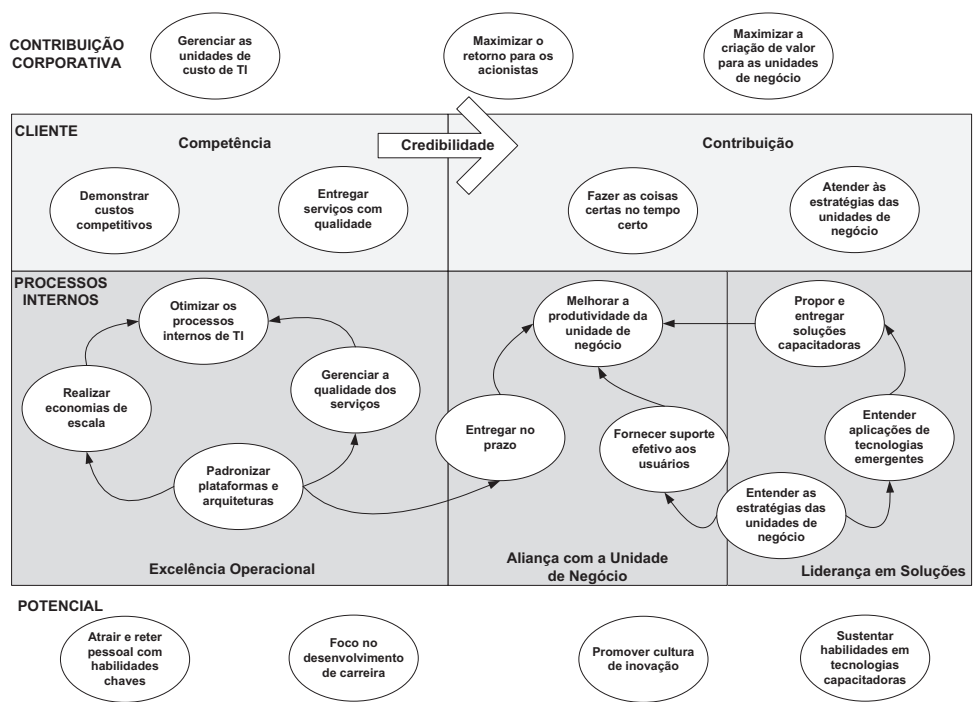 CONTRIBUIÇÃO
CORPORATIVA
Gerenciar as
unidades de
custo de TI
Maximizar o
retorno para os
acionistas
Maximizar a
criação de valor
para as unidades
de negócio
CLIENTE
Competência
Credibilidade
Contribuição
Demonstrar
custos
competitivos
Entregar
serviços com
qualidade
Fazer as coisas
certas no tempo
certo
Atender às
estratégias das
unidades de
negócio
PROCESSOS
INTERNOS
Otimizar os
processos
internos de TI
Melhorar a
produtividade da
unidade de
negócio
Propor e
entregar
soluções
capacitadoras
Realizar
economias de
escala
Gerenciar a
qualidade dos
serviços
Entregar no
prazo
Fornecer suporte
efetivo aos
usuários
Entender
aplicações de
tecnologias
emergentes
Padronizar
plataformas e
arquiteturas
Entender as
estratégias das
unidades de
negócio
Excelência Operacional
Aliança com a Unidade
de Negócio
Liderança em Soluções
POTENCIAL
Atrair e reter
pessoal com
habilidades
chaves
Foco no
desenvolvimento
de carreira
Promover cultura
de inovação
Sustentar
habilidades em
tecnologias
capacitadoras